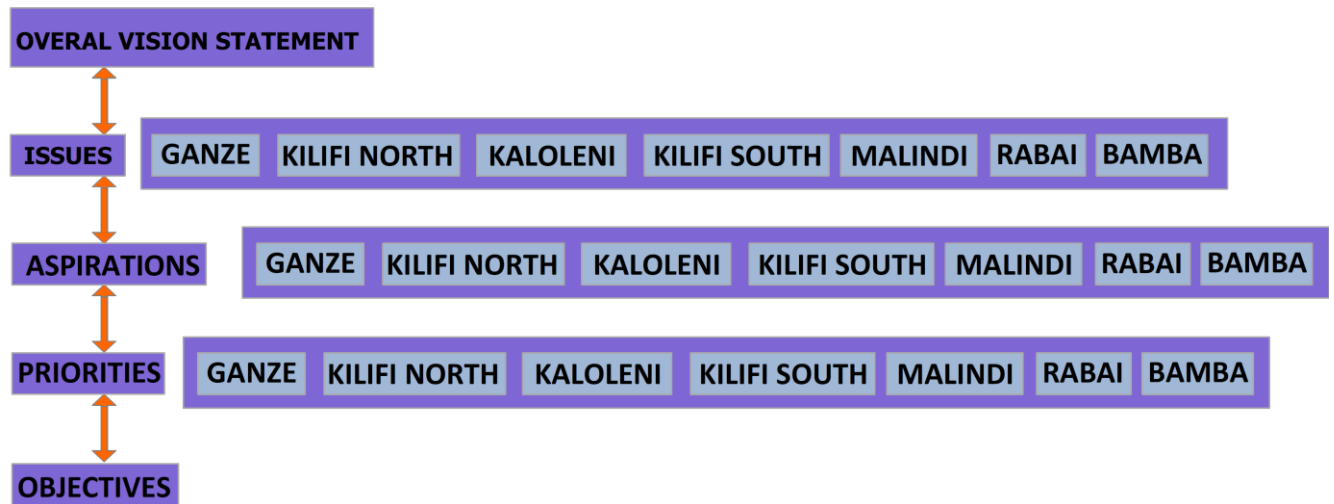 OVERAL VISION STATEMENT
ISSUES GANZE KILIFI NORTH KALOLENI KILIFI SOUTH MALINDI RABAI BAMBA
ASPIRATIONS GANZE KILIFI NORTH KALOLENI KILIFI SOUTH MALINDI RABAI BAMBA
PRIORITIES GANZE KILIFI NORTH KALOLENI KILIFI SOUTH MALINDI RABAI BAMBA
OBJECTIVES